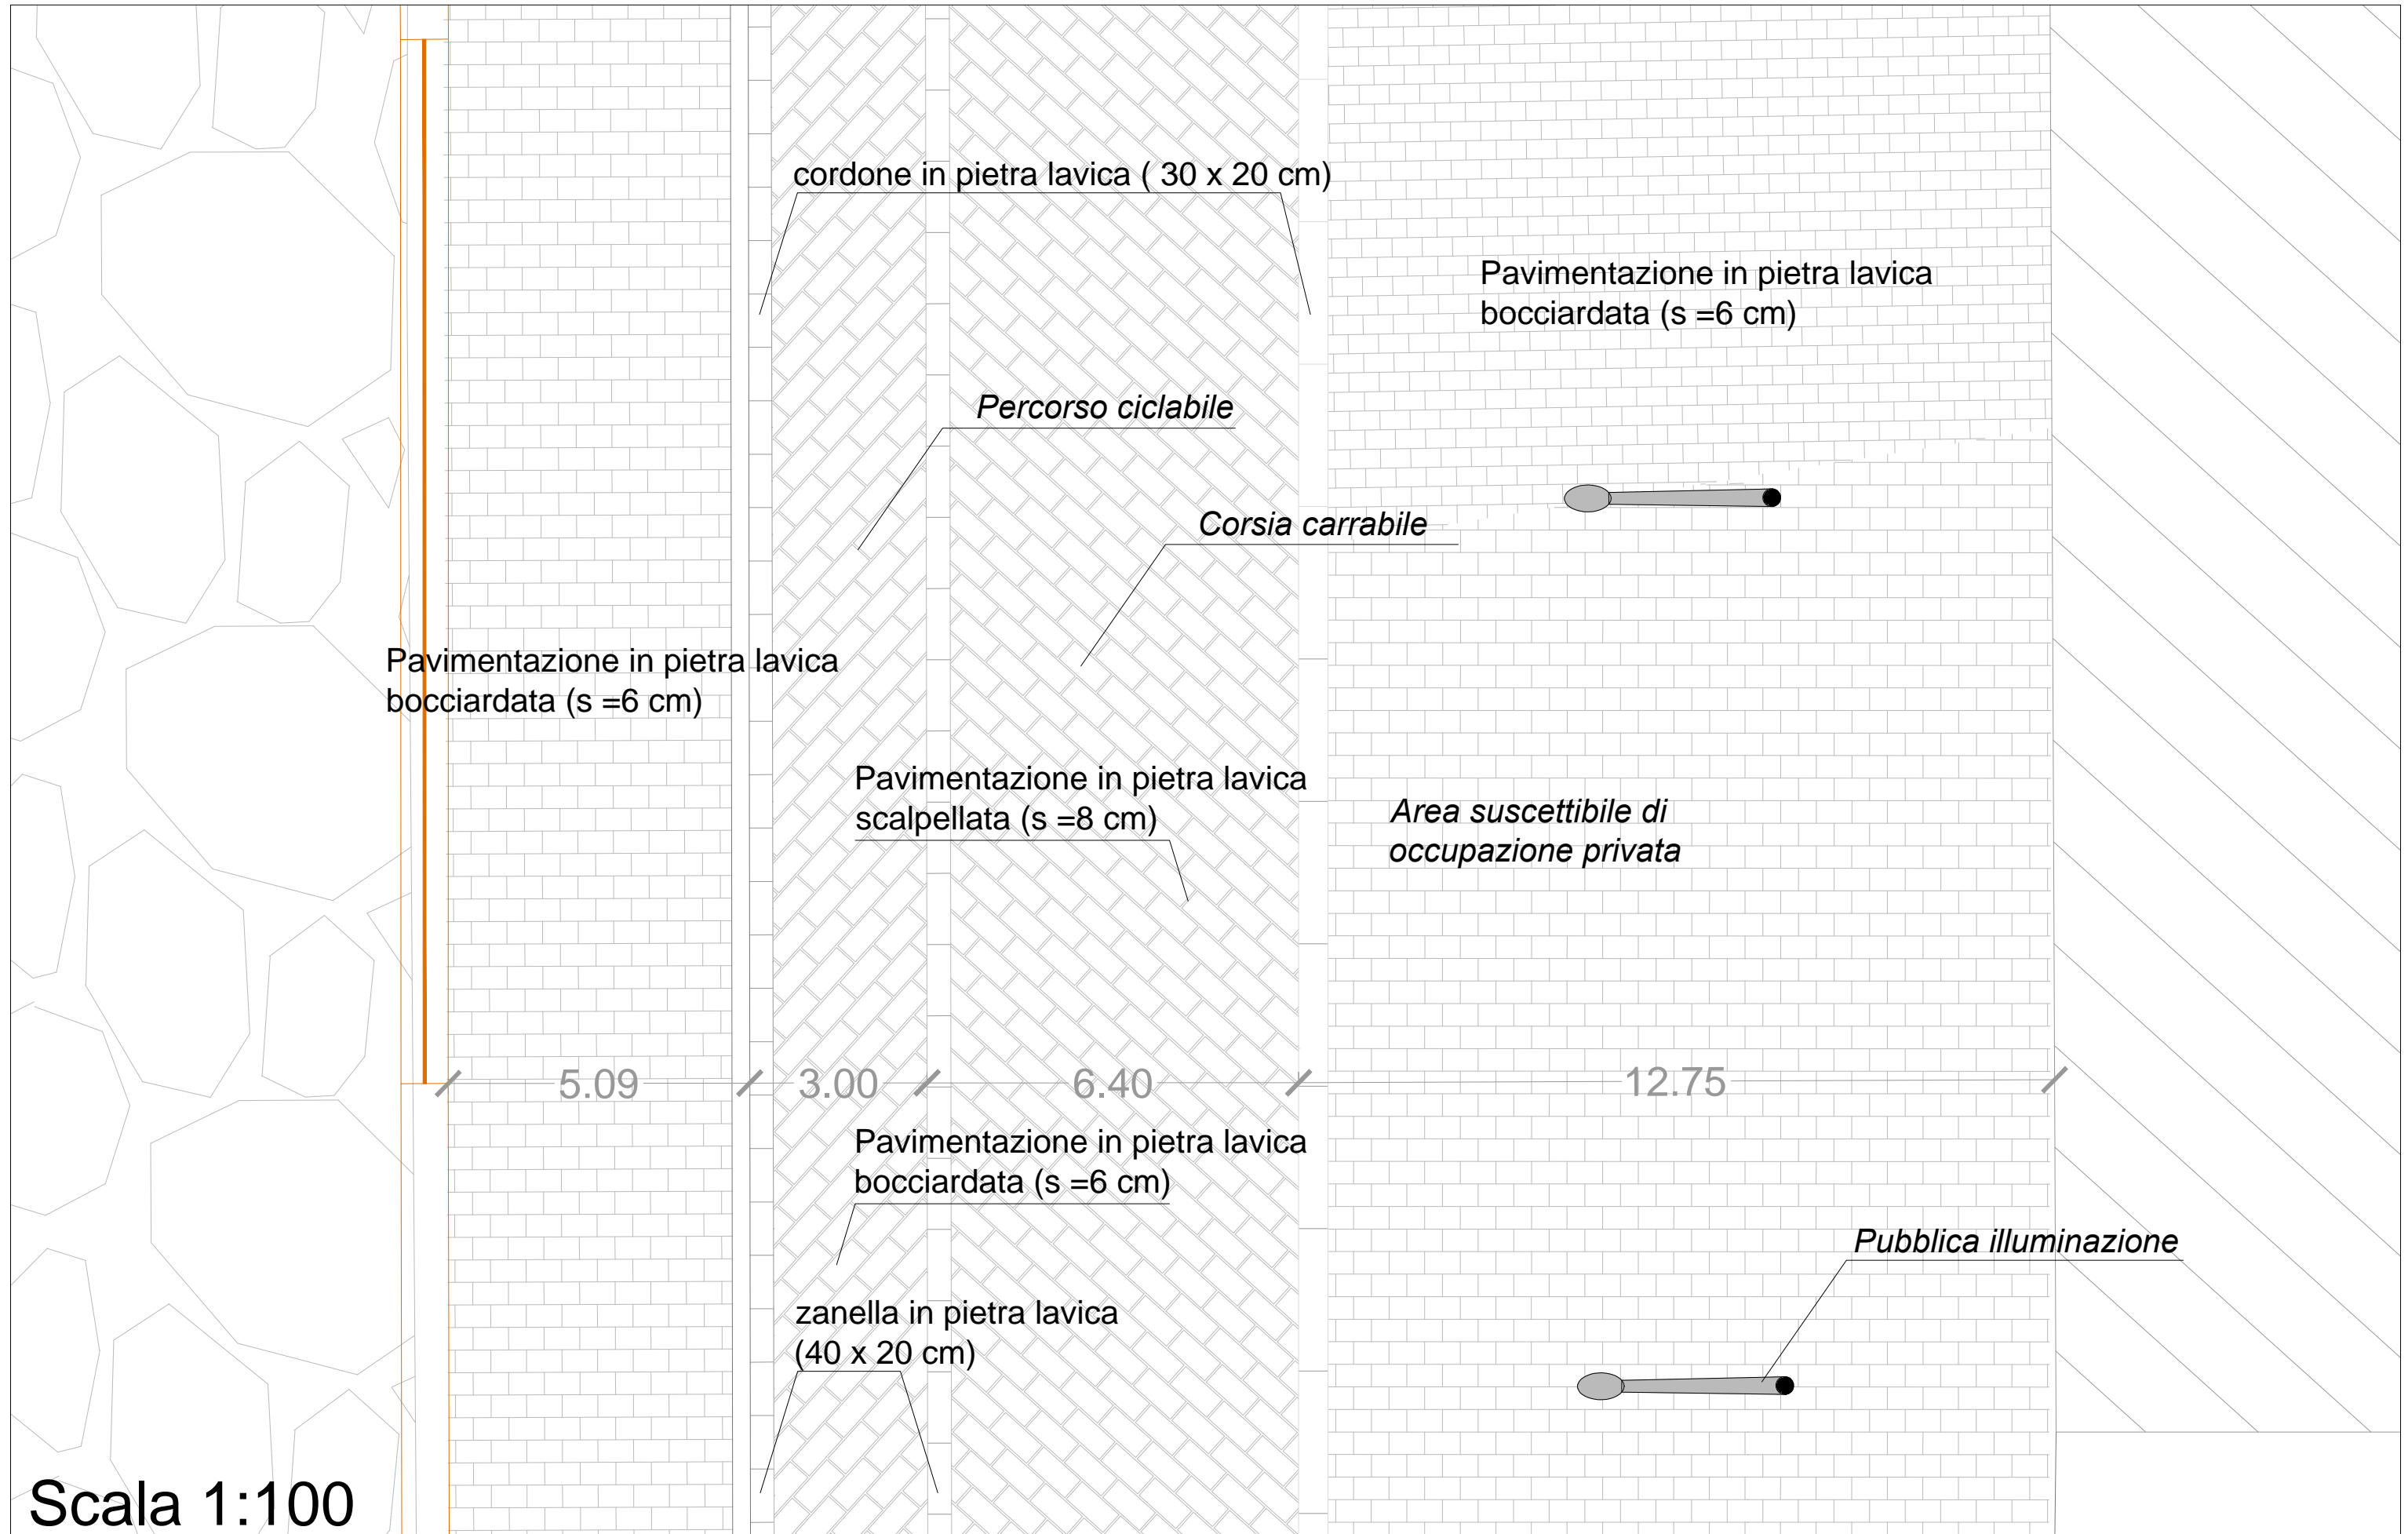 cordone in pietra lavica ( 30 x 20 cm)
Pavimentazione in pietra lavica
bocciardata (s =6 cm)
Percorso ciclabile
Corsia carrabile
Pavimentazione in pietra lavica
bocciardata (s =6 cm)
Pavimentazione in pietra lavica
scalpellata (s =8 cm)
Area suscettibile di
occupazione privata
5.09
3.00
6.40
12.75
Pavimentazione in pietra lavica
bocciardata (s =6 cm)
Pubblica illuminazione
zanella in pietra lavica
(40 x 20 cm)
Scala 1:100